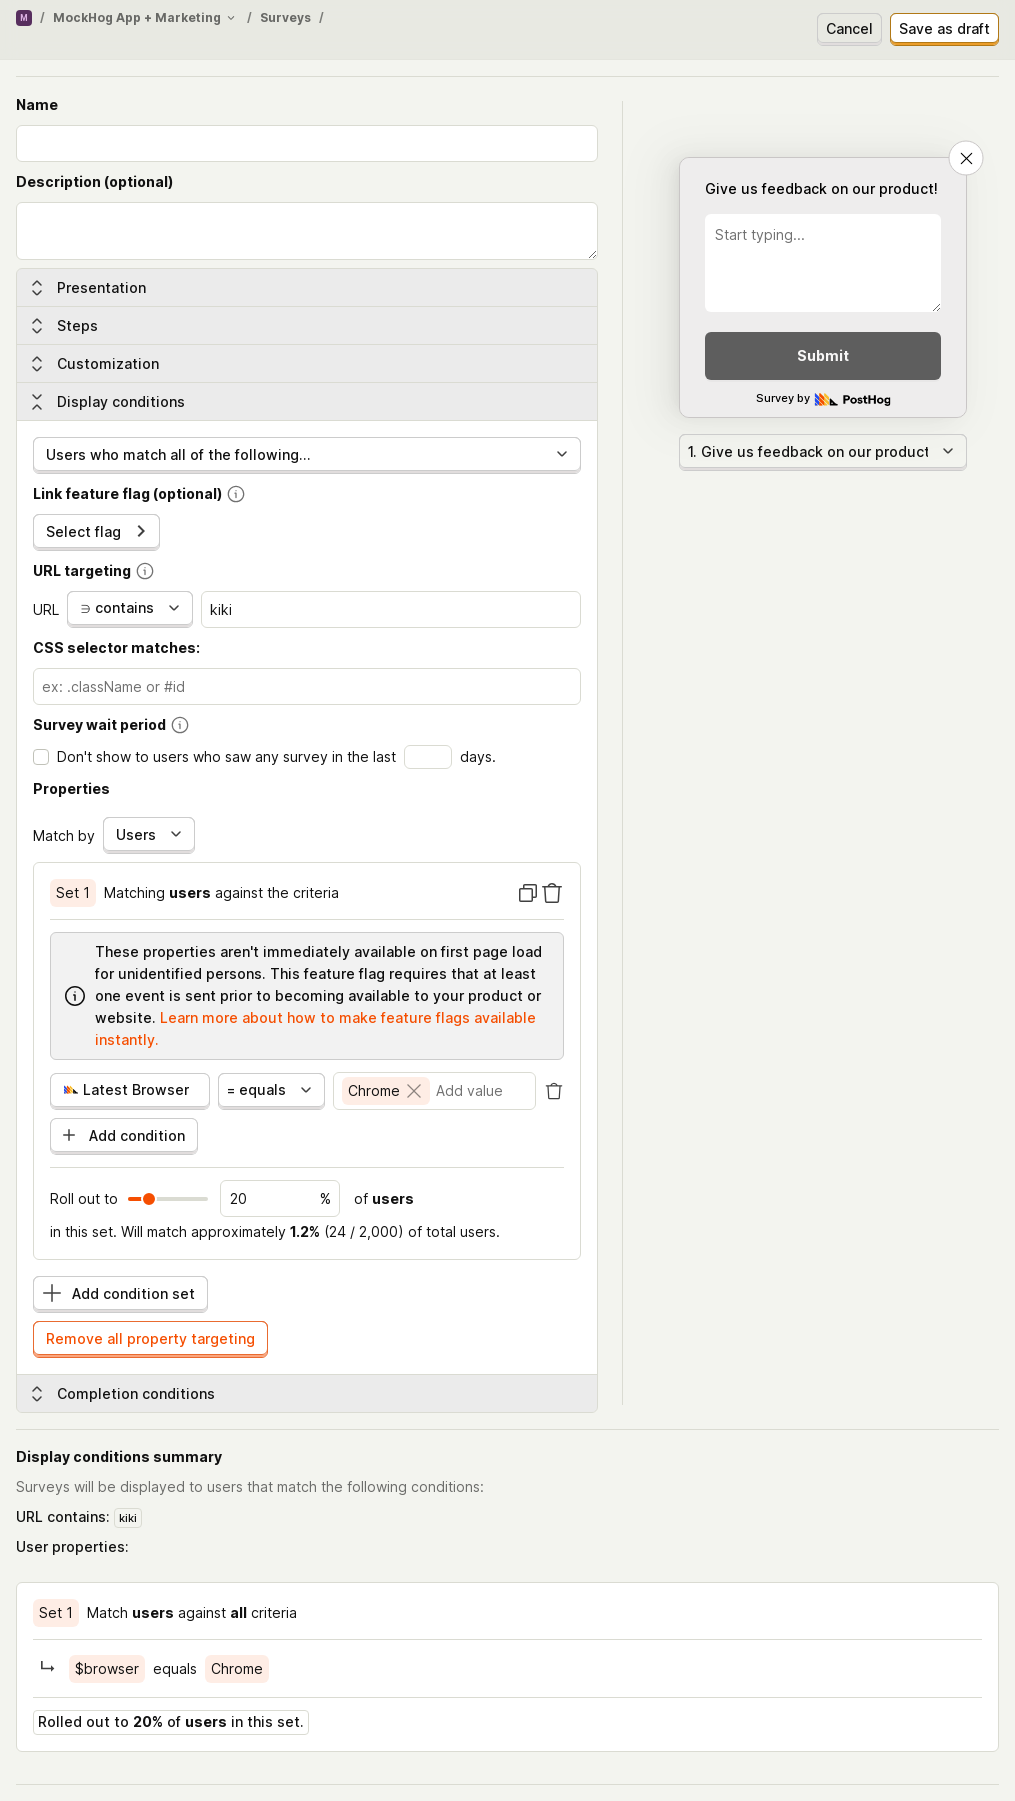 M / MockHog App + Marketing / Surveys /
Cancel
Save as draft
Name
Description (optional)
Presentation
Steps
Customization
Display conditions
Users who match all of the following...
Link feature flag (optional)
Select flag
URL targeting
URL ∋ contains kiki
CSS selector matches:
ex: .className or #id
Survey wait period
Don't show to users who saw any survey in the last days.
Properties
Match by Users
Set 1 Matching users against the criteria
These properties aren't immediately available on first page load
for unidentified persons. This feature flag requires that at least
one event is sent prior to becoming available to your product or
website. Learn more about how to make feature flags available
instantly.
Latest Browser = equals Chrome Add value
Add condition
Roll out to 20 % of users
in this set. Will match approximately 1.2% (24 / 2,000) of total users.
Add condition set
Remove all property targeting
Completion conditions
Give us feedback on our product!
Start typing...
Submit
Survey by PostHog
1. Give us feedback on our product
Display conditions summary
Surveys will be displayed to users that match the following conditions:
URL contains: kiki
User properties:
Set 1 Match users against all criteria
$browser equals Chrome
Rolled out to 20% of users in this set.